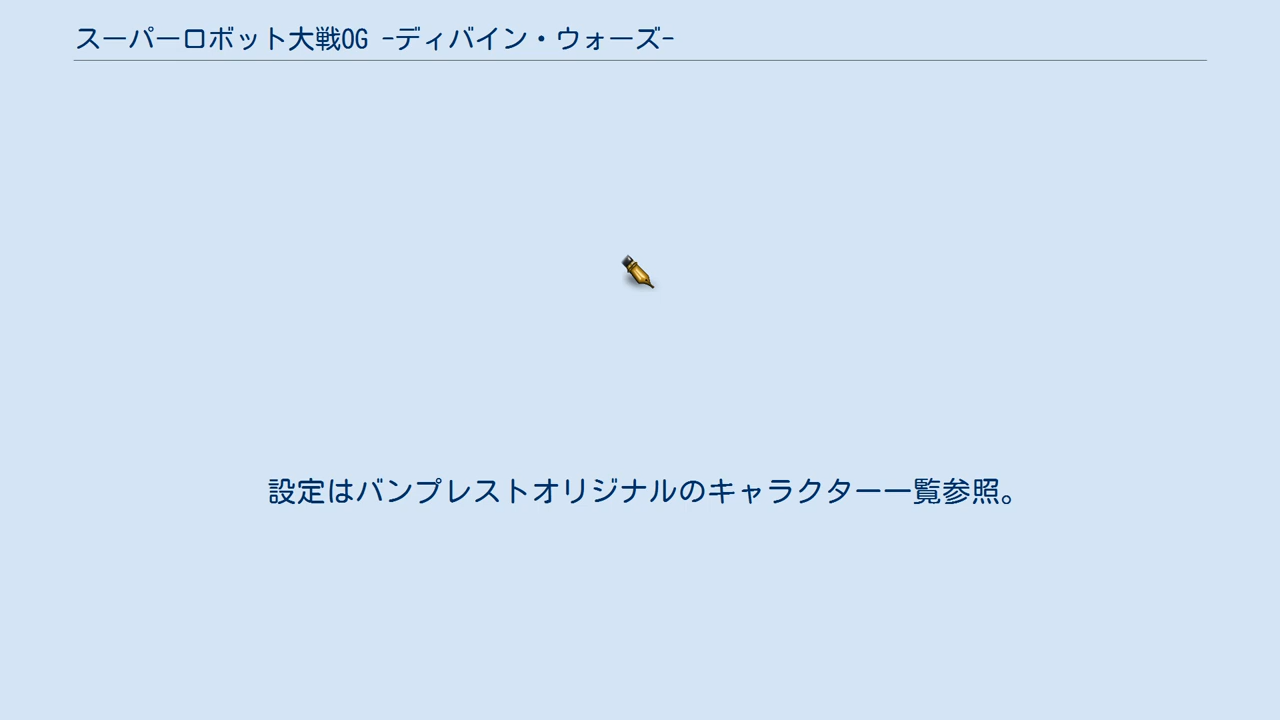 スーパーロボット大戦OG -ディバイン・ウォーズ-
設定はバンプレストオリジナルのキャラクター一覧参照。